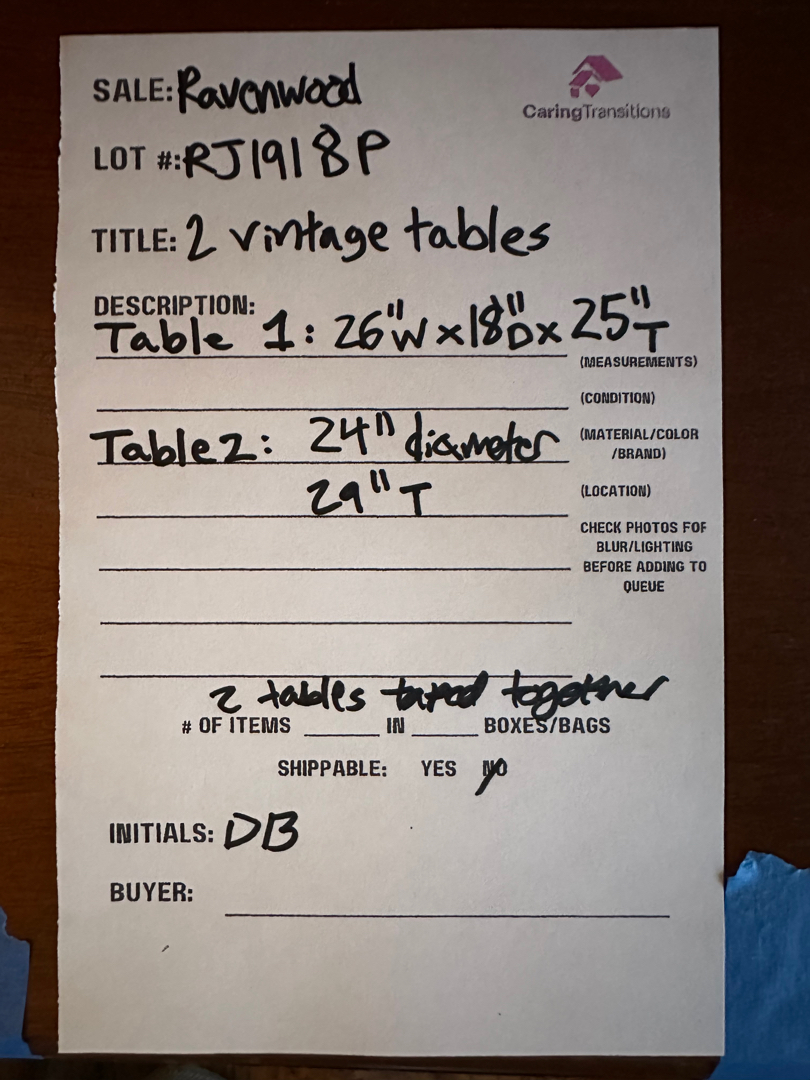 SALE: Ravenwood
CaringTransitions
LOT #: RJ1918P
TITLE: 2 vintage tables
DESCRIPTION:
Table 1: 26"W x 18"D x 25"T
(MEASUREMENTS)
(CONDITION)
Table 2: 24" diameter
(MATERIAL/COLOR
/BRAND)
29"T
(LOCATION)
CHECK PHOTOS FOR
BLUR/LIGHTING
BEFORE ADDING TO
QUEUE
2 tables taped together
# OF ITEMS ______ IN ______ BOXES/BAGS
SHIPPABLE: YES NO
INITIALS: DB
BUYER: